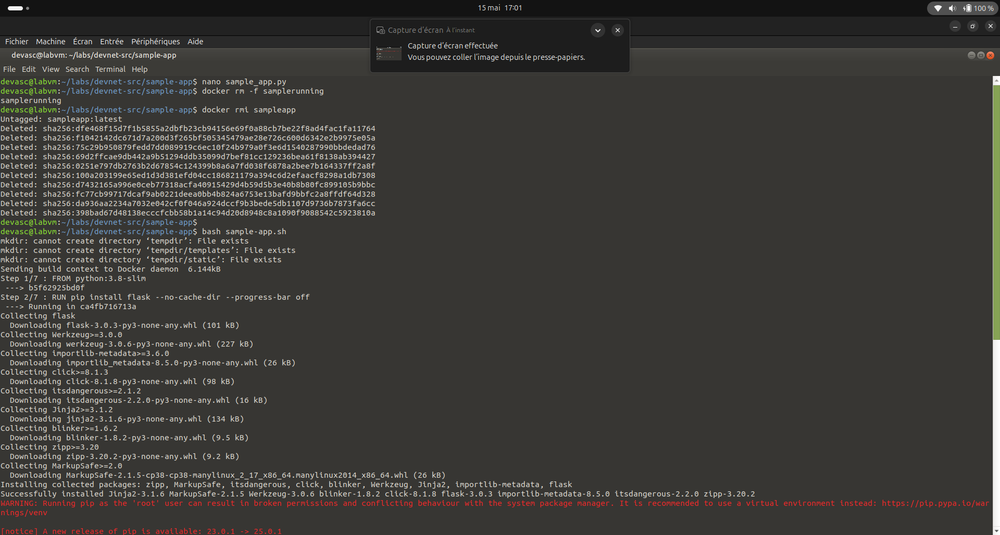 15 mai 17:01
100 %
Capture d'écran À l'instant
Capture d'écran effectuée
Vous pouvez coller l'image depuis le presse-papiers.
Fichier Machine Écran Entrée Périphériques Aide
devasc@labvm: ~/labs/devnet-src/sample-app
File Edit View Search Terminal Help
devasc@labvm:~/labs/devnet-src/sample-app$ nano sample_app.py
devasc@labvm:~/labs/devnet-src/sample-app$ docker rm -f samplerunning
samplerunning
devasc@labvm:~/labs/devnet-src/sample-app$ docker rmi sampleapp
Untagged: sampleapp:latest
Deleted: sha256:dfe468f15d7f1b5855a2dbfb23cb94156e69f0a88cb7be22f8ad4fac1fa11764
Deleted: sha256:f1042142dc671d7a200d3f265bf505345479ae28e726c600d6342e2b9975e05a
Deleted: sha256:75c29b950879fedd7dd089919c6ec10f24b979a0f3e6d1540287990bbdedad76
Deleted: sha256:69d2ffcae9db442a9b51294ddb35099d7bef81cc129236bea61f8138ab394427
Deleted: sha256:0251e797db2763b2d67854c124399b8a6a7fd038f6878a2bee7b164337ff2a8f
Deleted: sha256:100a203199e65ed1d3d381efd04cc186821179a394c6d2efaacf8298a1db7308
Deleted: sha256:d7432165a996e0ceb77318acfa40915429d4b59d5b3e40b8b80fc899105b9bbc
Deleted: sha256:fc77cb99717dcaf9ab0221deea0bb4b824a6753e13bafd9bbfc2a8ffdf64d328
Deleted: sha256:da936aa2234a7032e042cf0f046a924dccf9b3bede5db1107d9736b7873fa6cc
Deleted: sha256:398bad67d48138ecccfcbb58b1a14c94d20d8948c8a1090f9088542c5923810a
devasc@labvm:~/labs/devnet-src/sample-app$
devasc@labvm:~/labs/devnet-src/sample-app$ bash sample-app.sh
mkdir: cannot create directory ‘tempdir’: File exists
mkdir: cannot create directory ‘tempdir/templates’: File exists
mkdir: cannot create directory ‘tempdir/static’: File exists
Sending build context to Docker daemon  6.144kB
Step 1/7 : FROM python:3.8-slim
 ---> b5f62925bd0f
Step 2/7 : RUN pip install flask --no-cache-dir --progress-bar off
 ---> Running in ca4fb716713a
Collecting flask
  Downloading flask-3.0.3-py3-none-any.whl (101 kB)
Collecting Werkzeug>=3.0.0
  Downloading werkzeug-3.0.6-py3-none-any.whl (227 kB)
Collecting importlib-metadata>=3.6.0
  Downloading importlib_metadata-8.5.0-py3-none-any.whl (26 kB)
Collecting click>=8.1.3
  Downloading click-8.1.8-py3-none-any.whl (98 kB)
Collecting itsdangerous>=2.1.2
  Downloading itsdangerous-2.2.0-py3-none-any.whl (16 kB)
Collecting Jinja2>=3.1.2
  Downloading jinja2-3.1.6-py3-none-any.whl (134 kB)
Collecting blinker>=1.6.2
  Downloading blinker-1.8.2-py3-none-any.whl (9.5 kB)
Collecting zipp>=3.20
  Downloading zipp-3.20.2-py3-none-any.whl (9.2 kB)
Collecting MarkupSafe>=2.0
  Downloading MarkupSafe-2.1.5-cp38-cp38-manylinux_2_17_x86_64.manylinux2014_x86_64.whl (26 kB)
Installing collected packages: zipp, MarkupSafe, itsdangerous, click, blinker, Werkzeug, Jinja2, importlib-metadata, flask
Successfully installed Jinja2-3.1.6 MarkupSafe-2.1.5 Werkzeug-3.0.6 blinker-1.8.2 click-8.1.8 flask-3.0.3 importlib-metadata-8.5.0 itsdangerous-2.2.0 zipp-3.20.2
WARNING: Running pip as the 'root' user can result in broken permissions and conflicting behaviour with the system package manager. It is recommended to use a virtual environment instead: https://pip.pypa.io/war
nings/venv
[notice] A new release of pip is available: 23.0.1 -> 25.0.1